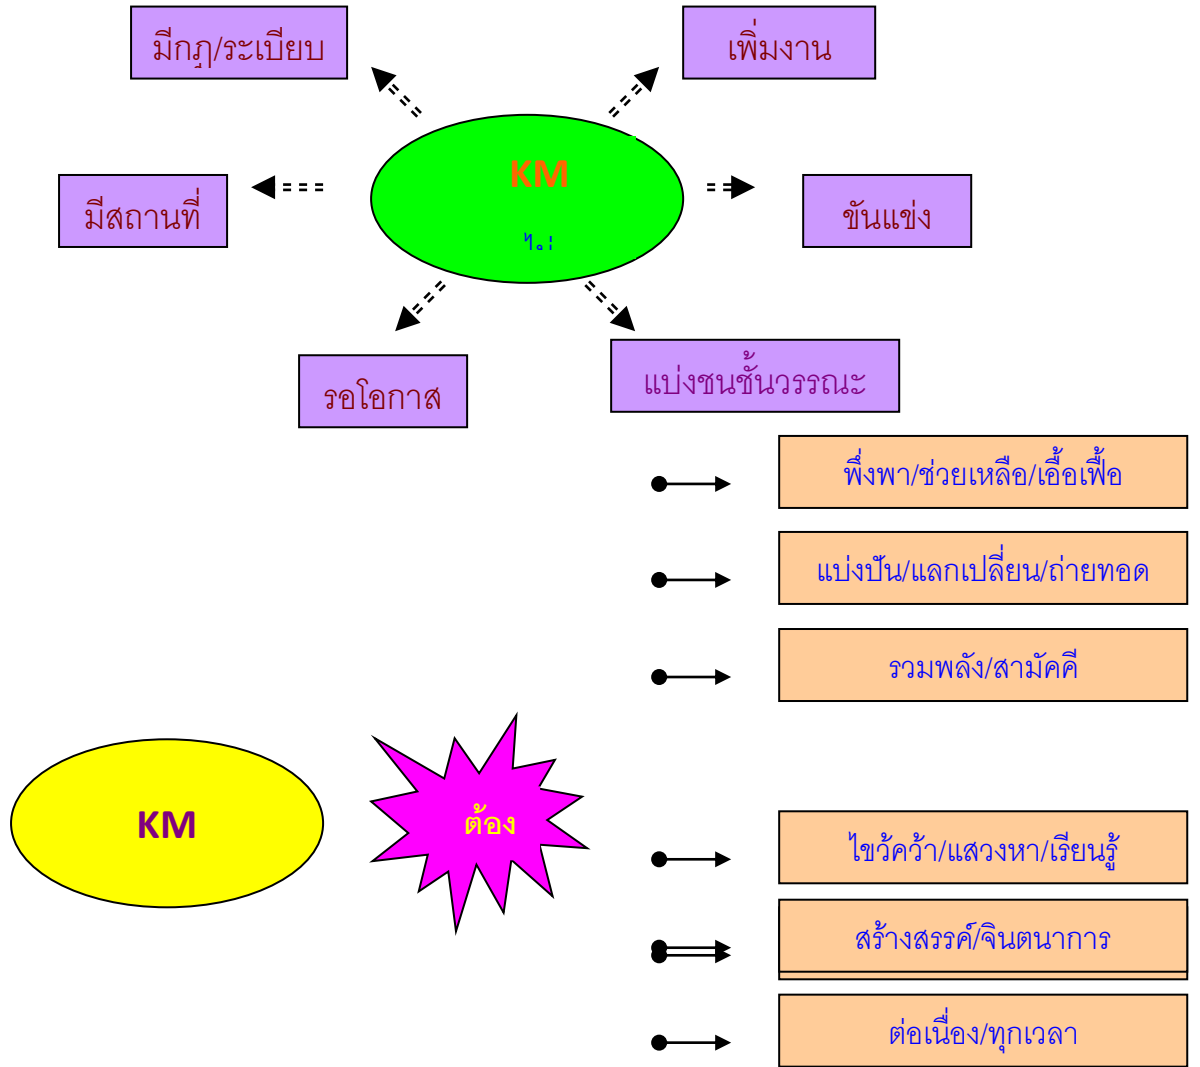 มีกฎ/ระเบียบ
เพิ่มงาน
KM
มีสถานที่
ขันแข่ง
รอโอกาส
แบ่งชนชั้นวรรณะ
พึ่งพา/ช่วยเหลือ/เอื้อเฟื้อ
แบ่งปัน/แลกเปลี่ยน/ถ่ายทอด
รวมพลัง/สามัคคี
KM
ต้อง
ไขว้คว้า/แสวงหา/เรียนรู้
สร้างสรรค์/จินตนาการ
ต่อเนื่อง/ทุกเวลา